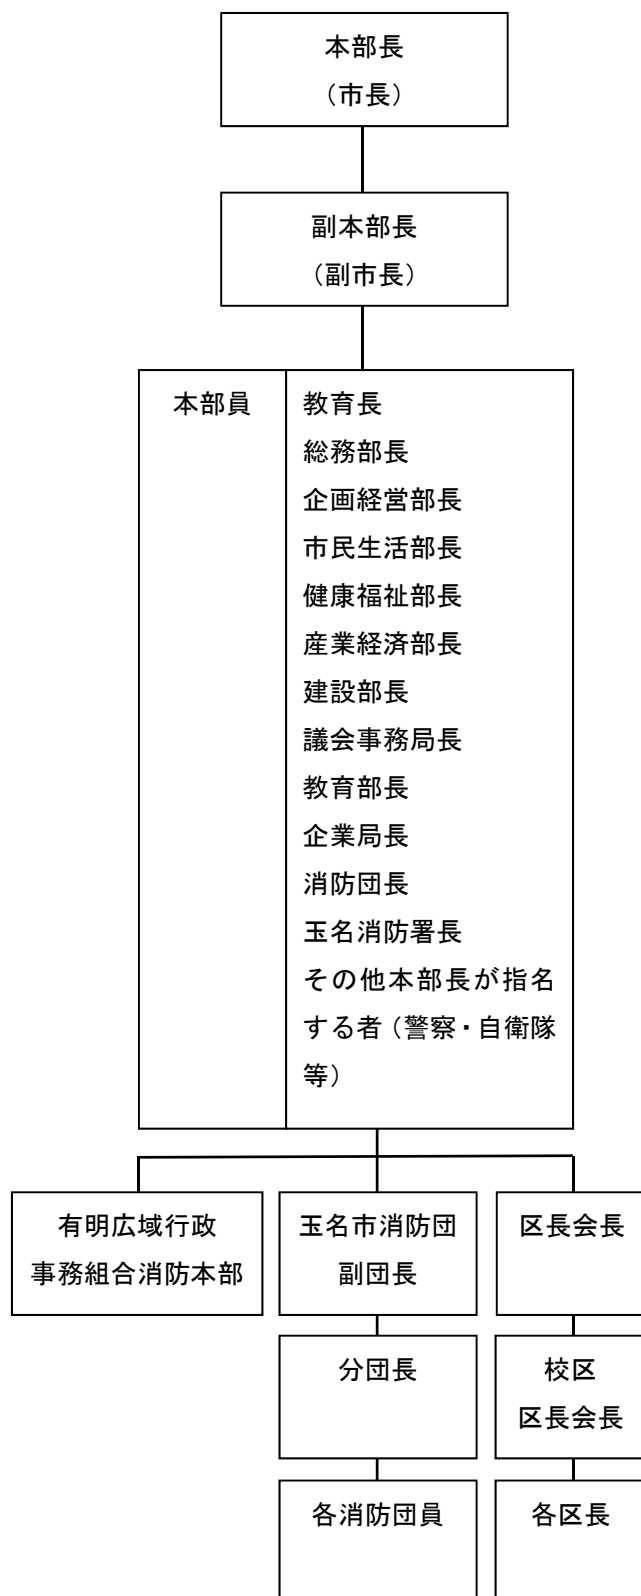 本部長
（市長）
副本部長
（副市長）
本部員
教育長
総務部長
企画経営部長
市民生活部長
健康福祉部長
産業経済部長
建設部長
議会事務局長
教育部長
企業局長
消防団長
玉名消防署長
その他本部長が指名
する者（警察・自衛隊
等）
有明広域行政
事務組合消防本部
玉名市消防団
副団長
区長会長
分団長
校区
区長会長
各消防団員
各区長